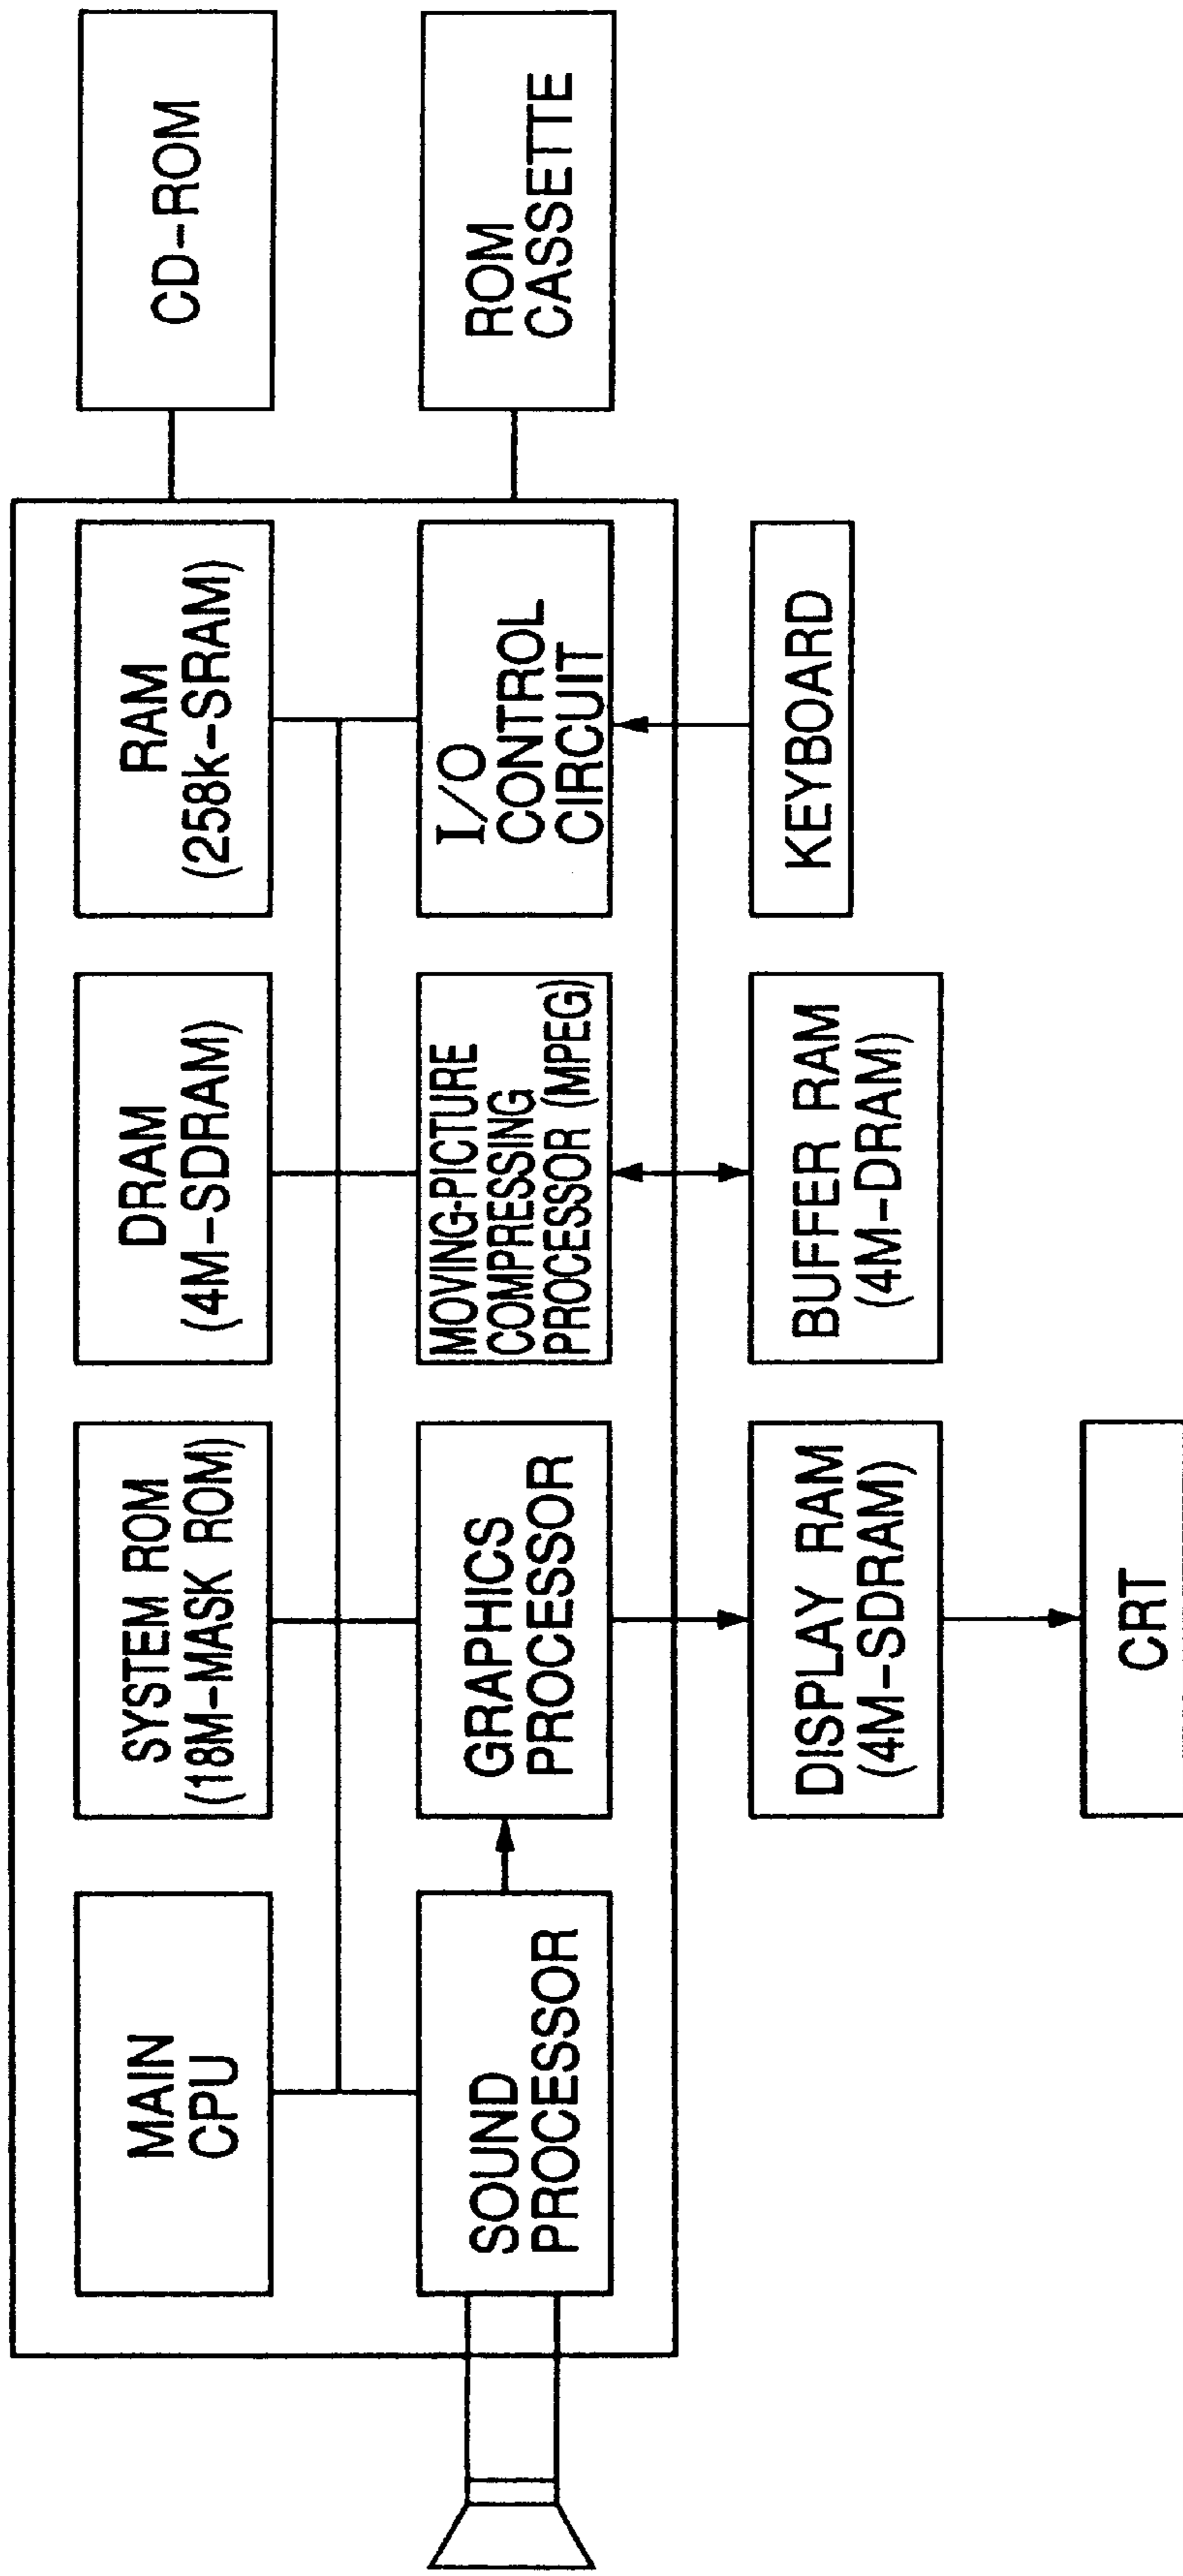 MAIN
CPU
SYSTEM ROM
(18M-MASK ROM)
DRAM
(4M-SDRAM)
RAM
(258k-SRAM)
CD-ROM
SOUND
PROCESSOR
GRAPHICS
PROCESSOR
MOVING-PICTURE
COMPRESSING
PROCESSOR (MPEG)
I/O
CONTROL
CIRCUIT
ROM
CASSETTE
DISPLAY RAM
(4M-SDRAM)
BUFFER RAM
(4M-DRAM)
KEYBOARD
CRT